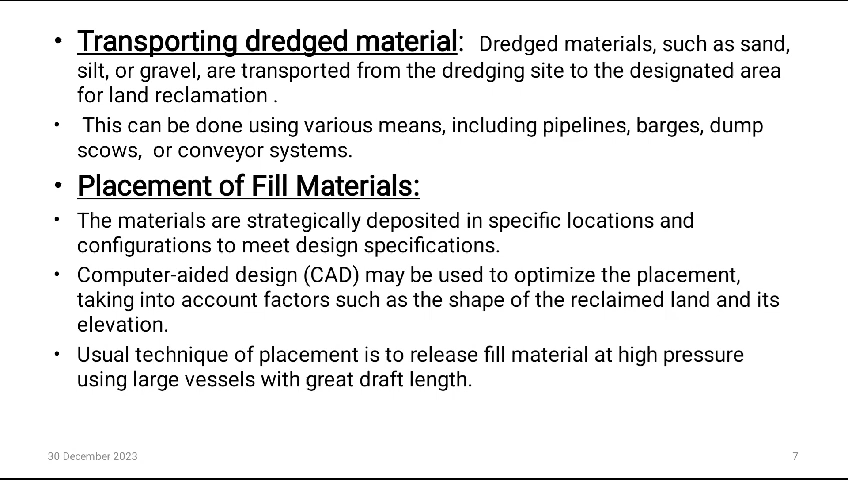 • Transporting dredged material: Dredged materials, such as sand,
silt, or gravel, are transported from the dredging site to the designated area
for land reclamation .
• This can be done using various means, including pipelines, barges, dump
scows, or conveyor systems.
• Placement of Fill Materials:
• The materials are strategically deposited in specific locations and
configurations to meet design specifications.
• Computer-aided design (CAD) may be used to optimize the placement,
taking into account factors such as the shape of the reclaimed land and its
elevation.
• Usual technique of placement is to release fill material at high pressure
using large vessels with great draft length.
30 December 2023 7